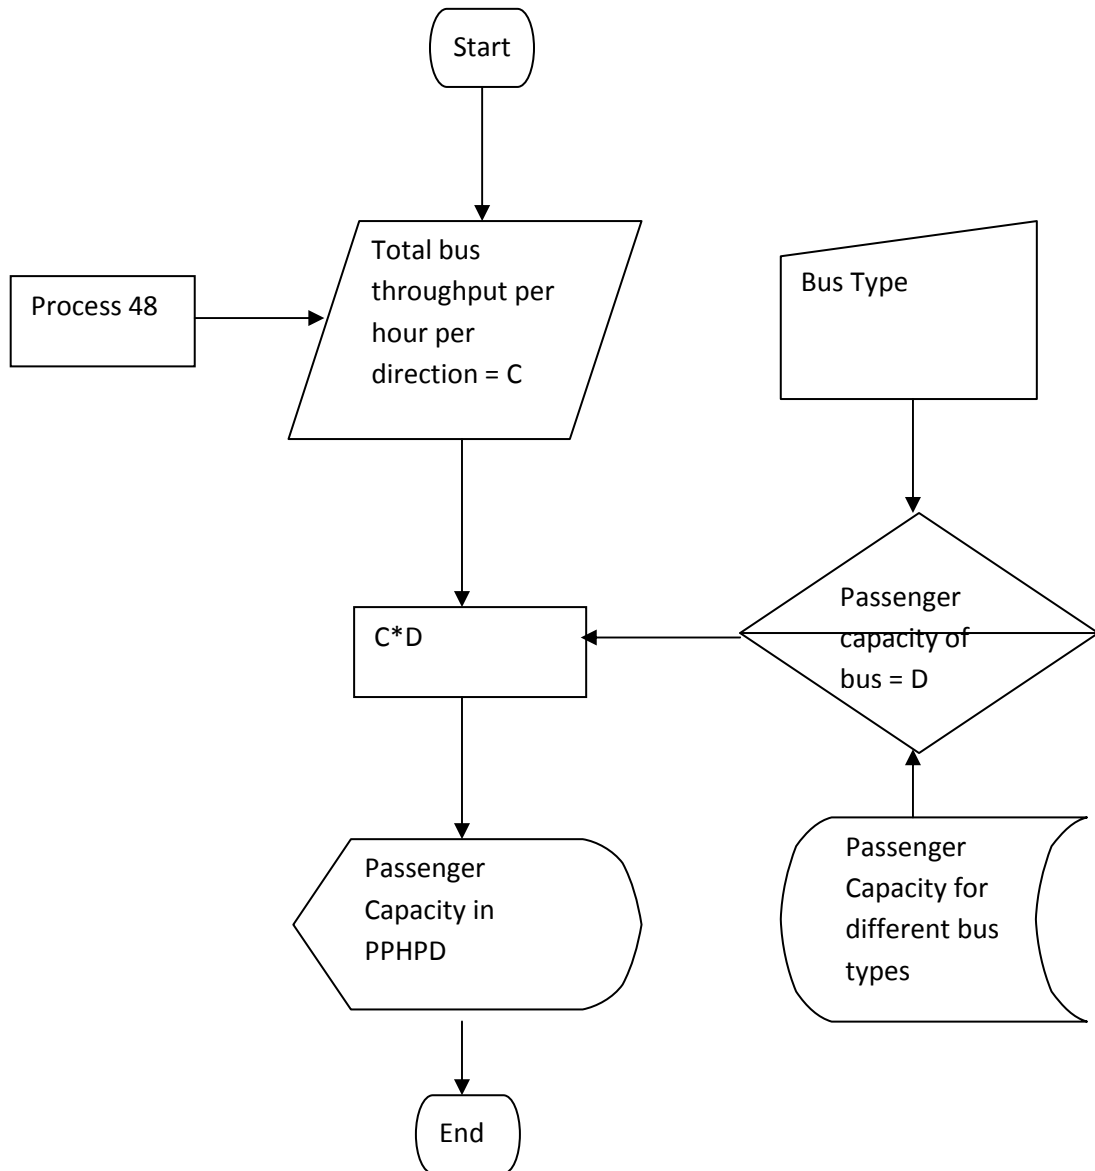 Start
Total bus
throughput per
hour per
direction = C
Process 48
Bus Type
Passenger
capacity of
bus = D
C*D
Passenger
Capacity in
PPHPD
Passenger
Capacity for
different bus
types
End